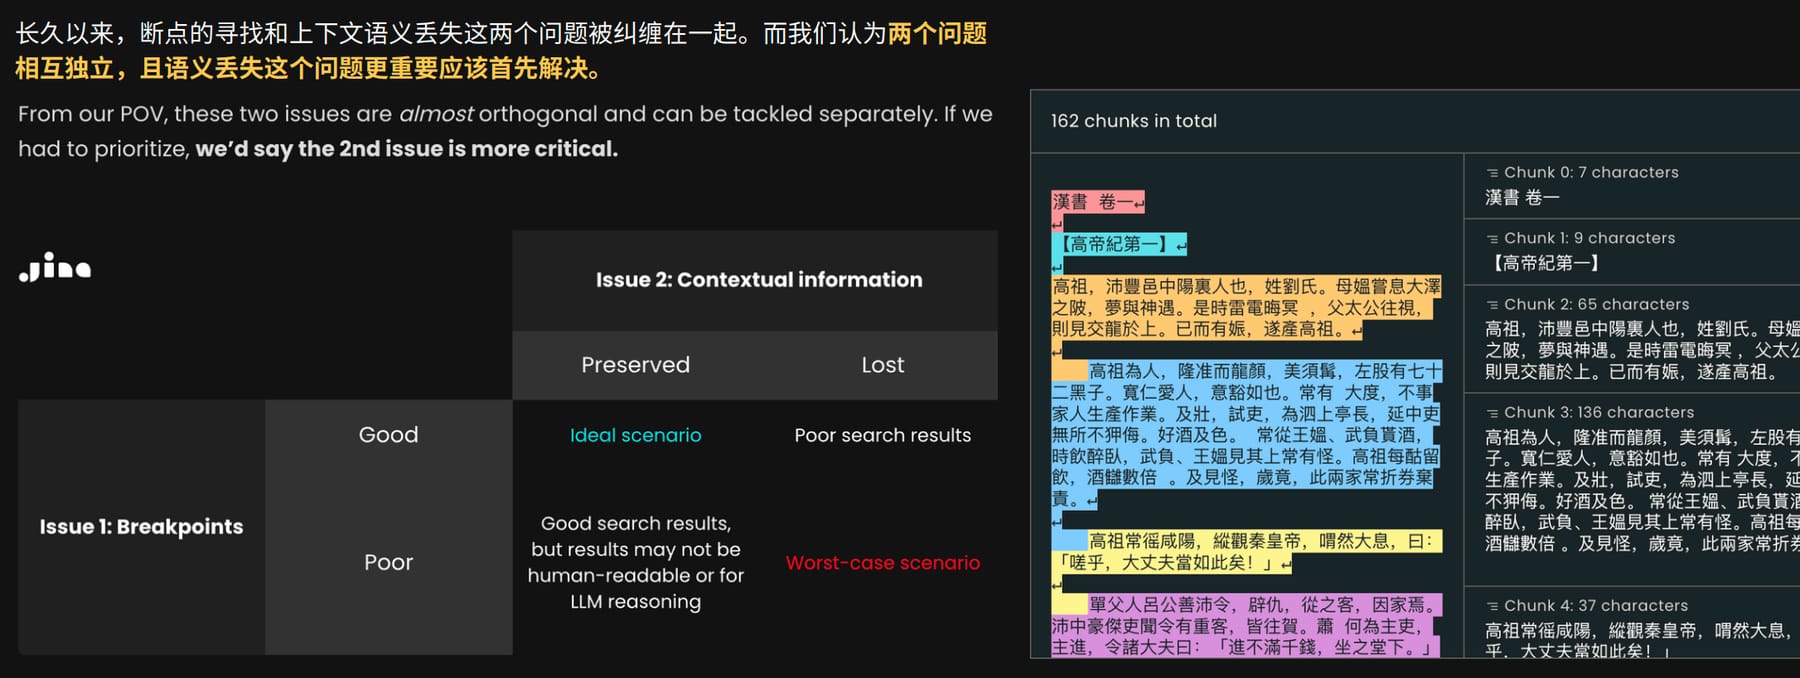 长久以来，断点的寻找和上下文语义丢失这两个问题被纠缠在一起。而我们认为两个问题
相互独立，且语义丢失这个问题更重要应该首先解决。
From our POV, these two issues are almost orthogonal and can be tackled separately. If we
had to prioritize, we’d say the 2nd issue is more critical.
jina
Issue 2: Contextual information
Preserved
Lost
Issue 1: Breakpoints
Good
Ideal scenario
Poor search results
Poor
Good search results,
but results may not be
human-readable or for
LLM reasoning
Worst-case scenario
162 chunks in total
漢書 卷一↵
↵
【高帝紀第一】↵
↵
高祖，沛豐邑中陽裏人也，姓劉氏。母媼嘗息大澤
之陂，夢與神遇。是時雷電晦冥 ，父太公往視，
則見交龍於上。已而有娠，遂產高祖。↵
↵
高祖為人，隆准而龍顏，美須髯，左股有七十
二黑子。寬仁愛人，意豁如也。常有 大度，不事
家人生產作業。及壯，試吏，為泗上亭長，延中吏
無所不狎侮。好酒及色。 常從王媼、武負貰酒，
時飲醉臥，武負、王媼見其上常有怪。高祖每酤留
飲，酒讎數倍 。及見怪，歲竟，此兩家常折券棄
責。↵
↵
高祖常徭咸陽，縱觀秦皇帝，喟然大息，曰：
「嗟乎，大丈夫當如此矣！」↵
↵
單父人呂公善沛令，辟仇，從之客，因家焉。
沛中豪傑吏聞令有重客，皆往賀。蕭 何為主吏，
主進，令諸大夫曰：「進不滿千錢，坐之堂下。」
Chunk 0: 7 characters
漢書 卷一
Chunk 1: 9 characters
【高帝紀第一】
Chunk 2: 65 characters
高祖，沛豐邑中陽裏人也，姓劉氏。母媼
之陂，夢與神遇。是時雷電晦冥 ，父太公
則見交龍於上。已而有娠，遂產高祖。
Chunk 3: 136 characters
高祖為人，隆准而龍顏，美須髯，左股有
子。寬仁愛人，意豁如也。常有 大度，不
生產作業。及壯，試吏，為泗上亭長，延
不狎侮。好酒及色。 常從王媼、武負貰酒
醉臥，武負、王媼見其上常有怪。高祖每
酒讎數倍 。及見怪，歲竟，此兩家常折券
Chunk 4: 37 characters
高祖常徭咸陽，縱觀秦皇帝，喟然大息，
乎，大丈夫當如此矣！」